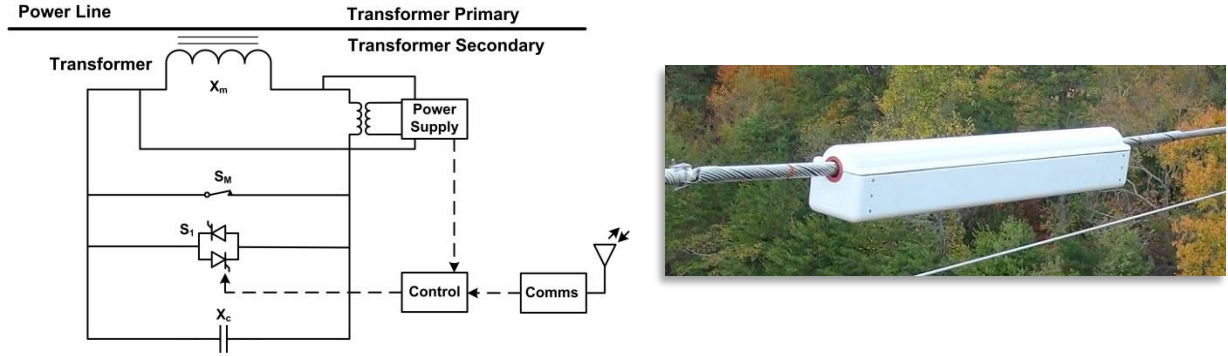 Power Line
Transformer Primary
Transformer Secondary
Transformer
Xm
Power
Supply
SM
S1
Control
Comms
Xc